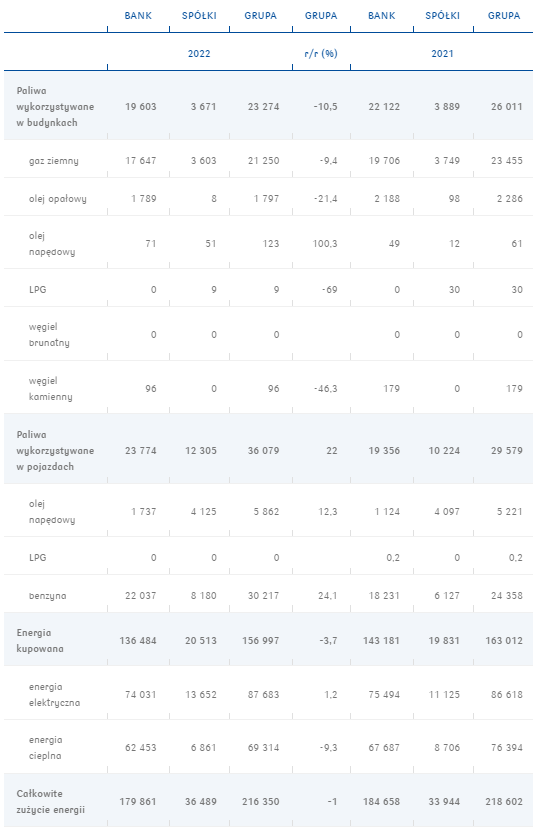 BANK SPÓŁKI GRUPA GRUPA BANK SPÓŁKI GRUPA
2022 r/r (%) 2021
Paliwa
wykorzystywane 19 603 3 671 23 274 -10,5 22 122 3 889 26 011
w budynkach
gaz ziemny 17 647 3 603 21 250 -9,4 19 706 3 749 23 455
olej opałowy 1 789 8 1 797 -21,4 2 188 98 2 286
olej
napędowy 71 51 123 100,3 49 12 61
LPG 0 9 9 -69 0 30 30
węgiel
brunatny 0 0 0 0 0 0
węgiel
kamienny 96 0 96 -46,3 179 0 179
Paliwa
wykorzystywane 23 774 12 305 36 079 22 19 356 10 224 29 579
w pojazdach
olej
napędowy 1 737 4 125 5 862 12,3 1 124 4 097 5 221
LPG 0 0 0 0,2 0 0,2
benzyna 22 037 8 180 30 217 24,1 18 231 6 127 24 358
Energia
kupowana 136 484 20 513 156 997 -3,7 143 181 19 831 163 012
energia
elektryczna 74 031 13 652 87 683 1,2 75 494 11 125 86 618
energia
cieplna 62 453 6 861 69 314 -9,3 67 687 8 706 76 394
Całkowite
zużycie energii 179 861 36 489 216 350 -1 184 658 33 944 218 602